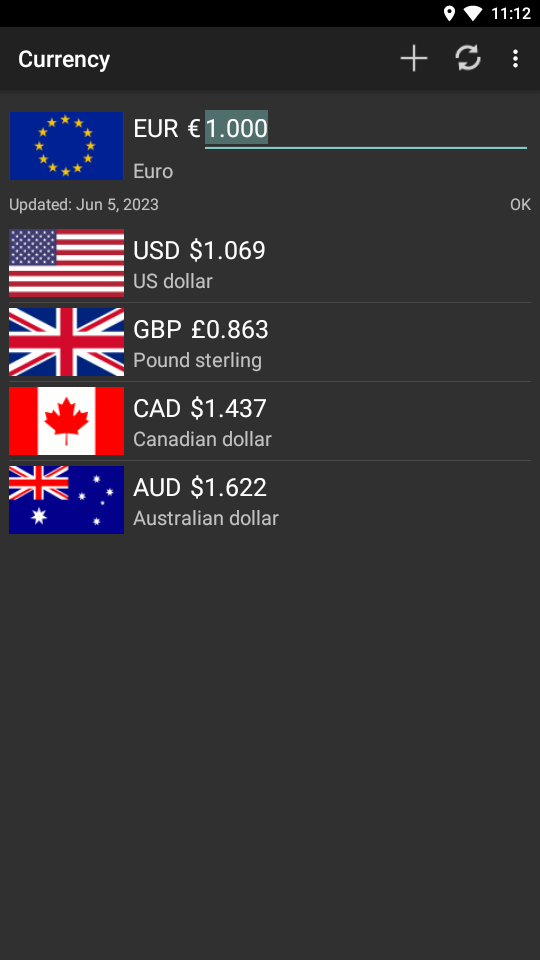 11:12
Currency
EUR € 1.000
Euro
Updated: Jun 5, 2023 OK
USD $1.069
US dollar
GBP £0.863
Pound sterling
CAD $1.437
Canadian dollar
AUD $1.622
Australian dollar